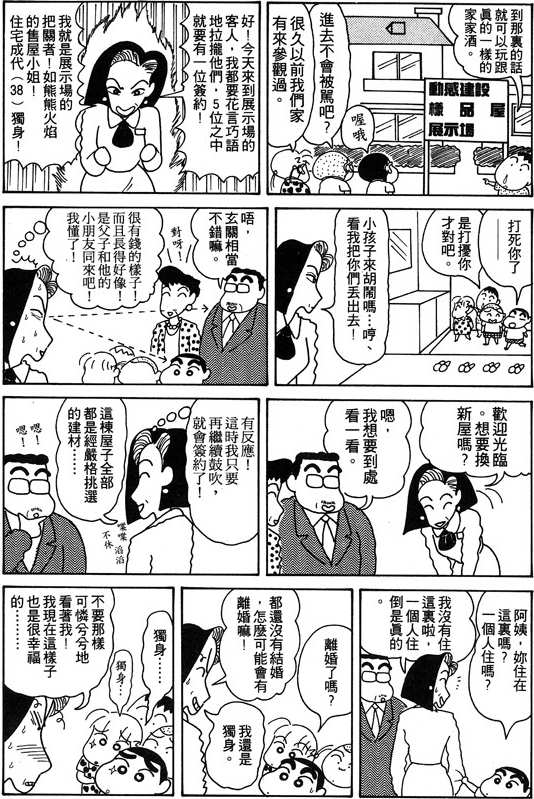 到那裏的話
就可以玩跟
眞的一樣的
家家酒。
動感建設
樣品屋
展示場
進去不會被罵吧？
喔哦
很久以前我們家
有來參觀過。
好！今天來到展示場的
客人，我都要花言巧語
地拉攏他們，5位之中
就要有一位簽約！
我就是展示場的
把關者！如熊熊火焰
的售屋小姐！
住宅成代（38）獨身！
打死你了
是打擾你
才對吧。
小孩子來胡鬧嗎…哼、
看我把你們丟出去！
唔，
玄關相當
不錯嘛。
對呀！
很有錢的樣子！
而且長得好像！
是父子和他的
小朋友同來吧！
我懂了！
歡迎光臨
。想要換
新屋嗎？
嗯，
我想要到處
看一看。
有反應！
這時我只要
再繼續鼓吹，
就會簽約了！
這棟屋子全部
都是經嚴格挑選
的建材……
喋喋
不休
滔滔
嗯！
嗯！
阿姨，妳住在
這裏嗎？
一個人住嗎？
我沒有住
這裏啦，
一個人住
倒是眞的
。
離婚了嗎？
都還沒有結婚
，怎麼可能會有
離婚嘛！
我還是
獨身。
獨身……
獨身……
不要那樣
可憐兮兮地
看著我！
我現在這樣子
也是很幸福
的………